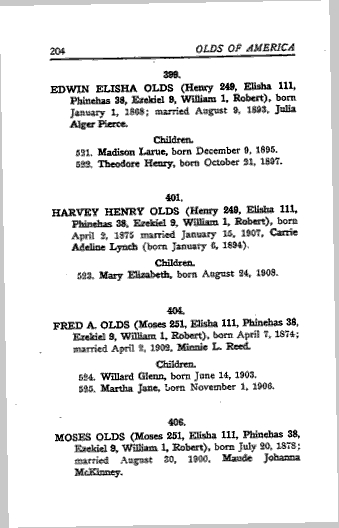 204 OLDS OF AMERICA
399.
EDWIN ELISHA OLDS (Henry 249, Elisha 111,
Phinehas 38, Ezekiel 9, William 1, Robert), born
January 1, 1868; married August 9, 1893, Julia
Alger Pierce.
Children.
521. Madison Larue, born December 9, 1895.
522. Theodore Henry, born October 21, 1897.
401.
HARVEY HENRY OLDS (Henry 249, Elisha 111,
Phinehas 38, Ezekiel 9, William 1, Robert), born
April 2, 1875 married January 15, 1907, Carrie
Adeline Lynch (born January 6, 1884).
Children.
523. Mary Elizabeth, born August 24, 1908.
404.
FRED A. OLDS (Moses 251, Elisha 111, Phinehas 38,
Ezekiel 9, William 1, Robert), born April 7, 1874;
married April 2, 1902, Minnie L. Reed.
Children.
524. Willard Glenn, born June 14, 1903.
525. Martha Jane, born November 1, 1906.
406.
MOSES OLDS (Moses 251, Elisha 111, Phinehas 38,
Ezekiel 9, William 1, Robert), born July 20, 1878;
married August 30, 1900, Maude Johanna
McKinney.